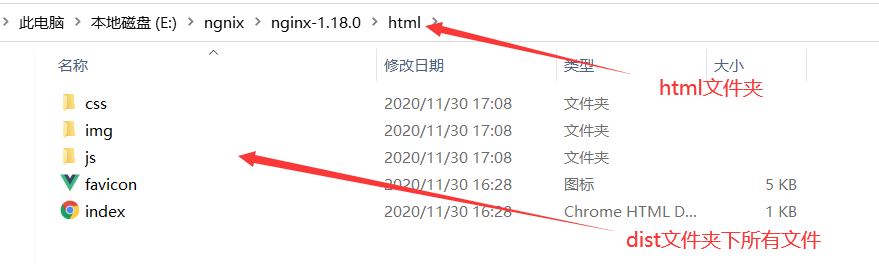 此电脑 > 本地磁盘 (E:) > ngnix > nginx-1.18.0 > html >
名称 修改日期 类型 大小
html文件夹
css 2020/11/30 17:08 文件夹
img 2020/11/30 17:08 文件夹
js 2020/11/30 17:08 文件夹
favicon 2020/11/30 16:28 图标 5 KB
index 2020/11/30 16:28 Chrome HTML D... 1 KB
dist文件夹下所有文件